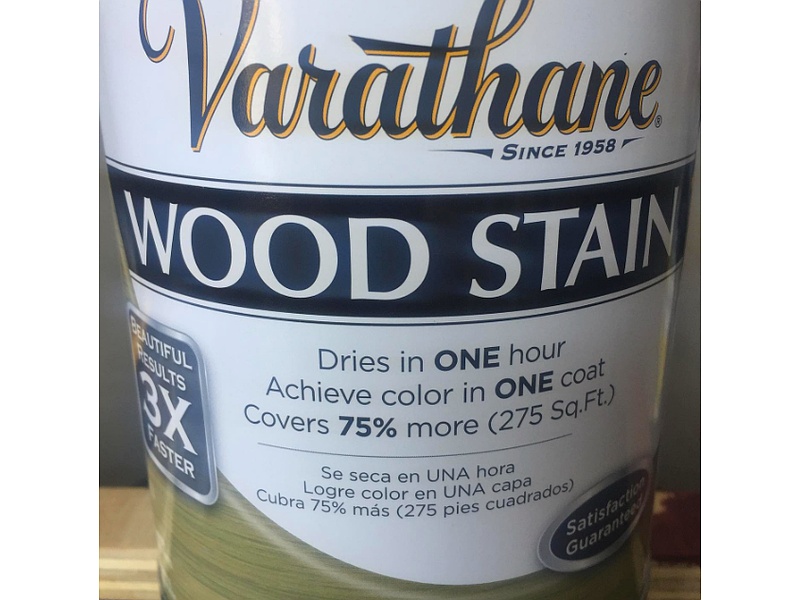 Varathane®
SINCE 1958
WOOD STAIN
BEAUTIFUL
RESULTS
3X
FASTER
Dries in ONE hour
Achieve color in ONE coat
Covers 75% more (275 Sq.Ft.)
Se seca en UNA hora
Logre color en UNA capa
Cubra 75% más (275 pies cuadrados)
Satisfaction
Guaranteed